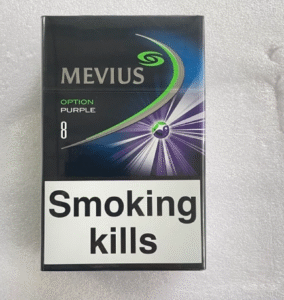 MEVIUS
OPTION
PURPLE
8
Smoking
kills